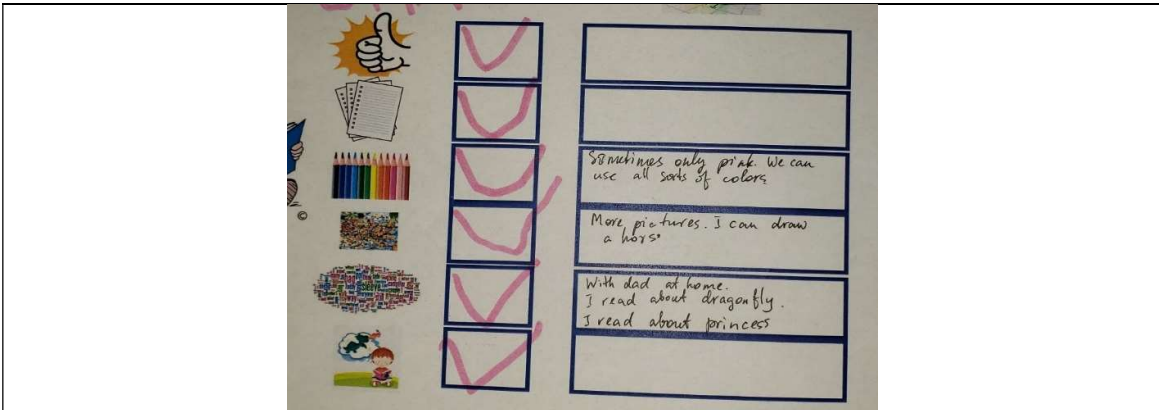 Sometimes only pink. We can
use all sorts of colors
More pictures. I can draw
a hors
With dad at home.
I read about dragonfly.
I read about princess
©